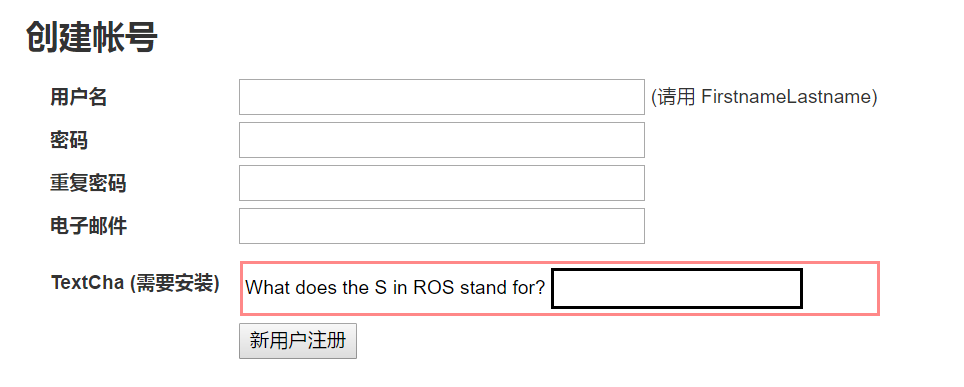 创建帐号
用户名 (请用 FirstnameLastname)
密码
重复密码
电子邮件
TextCha (需要安装) What does the S in ROS stand for?
新用户注册